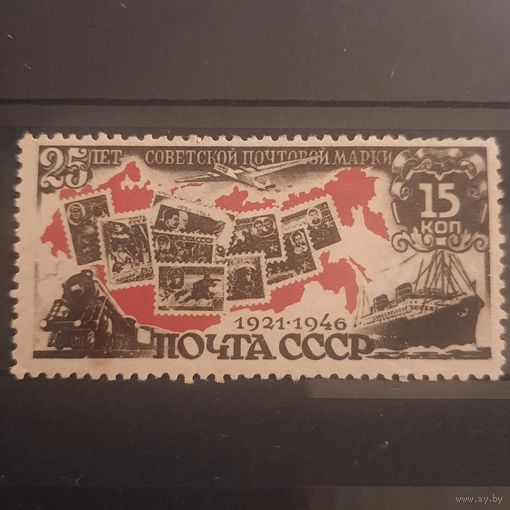 25 ЛЕТ СОВЕТСКОЙ ПОЧТОВОЙ МАРКИ
15
КОП
1921·1946
ПОЧТА СССР
www.ay.by